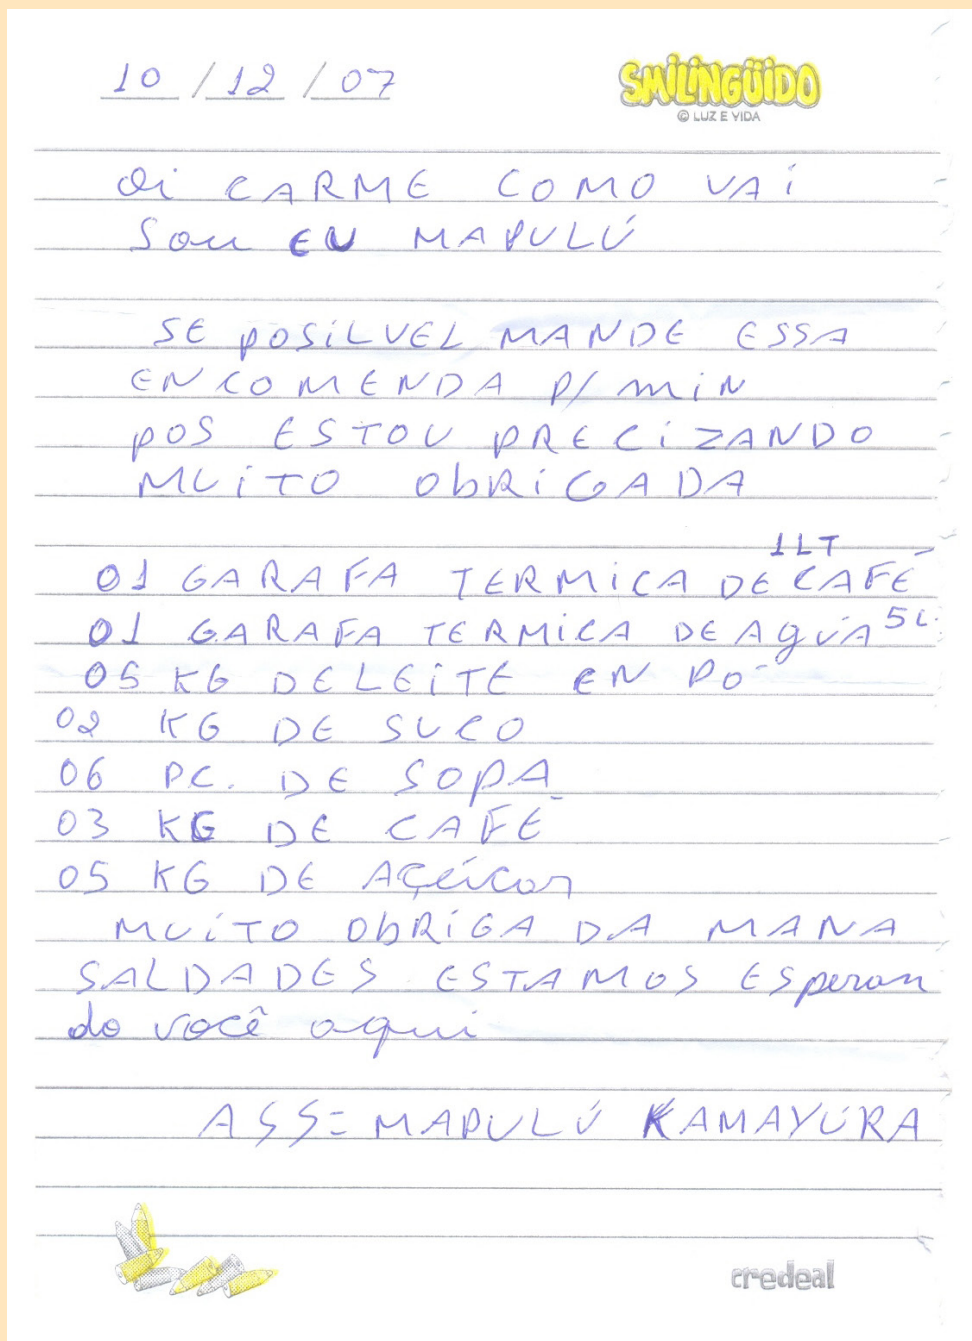 10/12/07
SMILINGÜIDO
© LUZ E VIDA
Oi CARME COMO VAi
Sou EU MAPULÚ
SE POSiLVEL MANDE ESSA
ENCOMENDA P/ MiN
POS ESTOU PRECiZANDO
MUiTO ObRiGADA
1LT
01 GARAFA TERMiCA DE CAFÉ
01 GARAFA TERMiCA DE AgUA 5L.
05 KG DE LEiTE EN PO
02 KG DE SUCO
06 PC. DE SOPA
03 KG DE CAFÉ
05 KG DE AÇÚcar
MUiTO ObRiGADA MANA
SALDADES ESTAMOS ESperan
do você aqui
ASS= MAPULÚ KAMAYURA
credeal